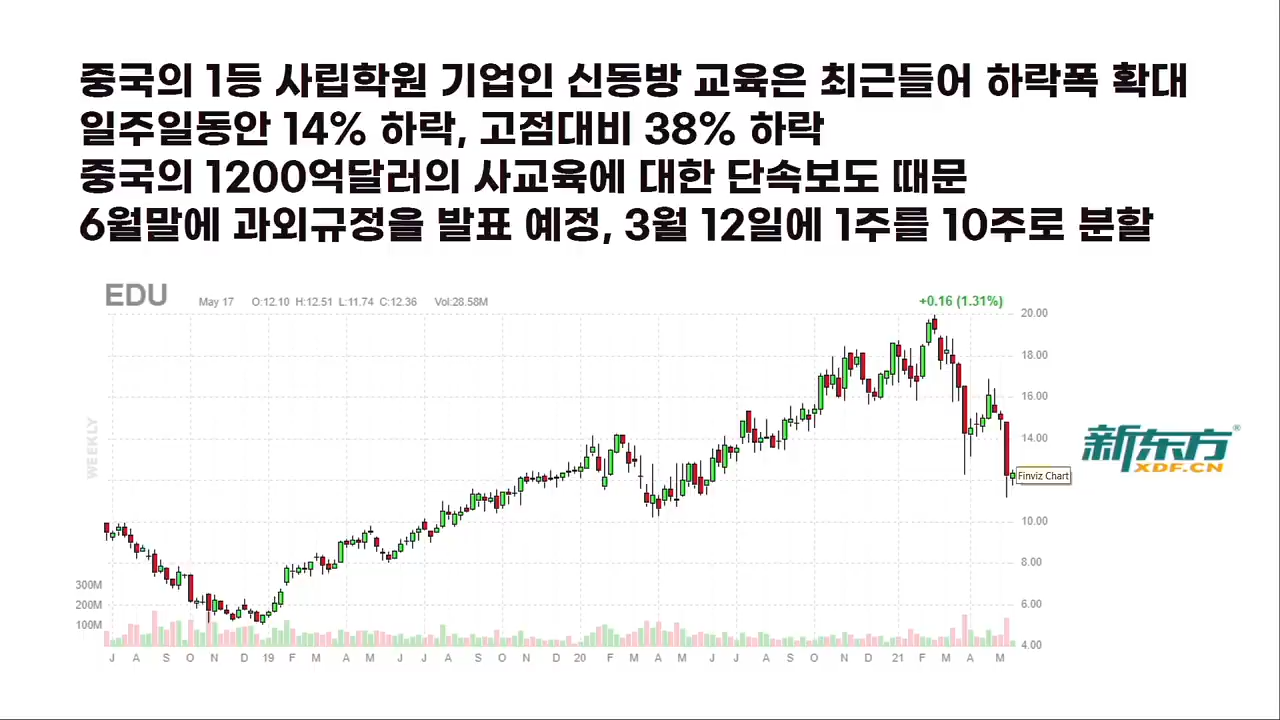 중국의 1등 사립학원 기업인 신동방 교육은 최근들어 하락폭 확대
일주일동안 14% 하락, 고점대비 38% 하락
중국의 1200억달러의 사교육에 대한 단속보도 때문
6월말에 과외규정을 발표 예정, 3월 12일에 1주를 10주로 분할
EDU May 17 O:12.10 H:12.51 L:11.74 C:12.36 Vol:28.58M +0.16 (1.31%)
20.00
18.00
16.00
14.00
10.00
8.00
6.00
4.00
WEEKLY
300M
200M
100M
新东方®
XDF.CN
Finviz Chart
J A S O N D 19 F M A M J J A S O N D 20 F M A M J J A S O N D 21 F M A M